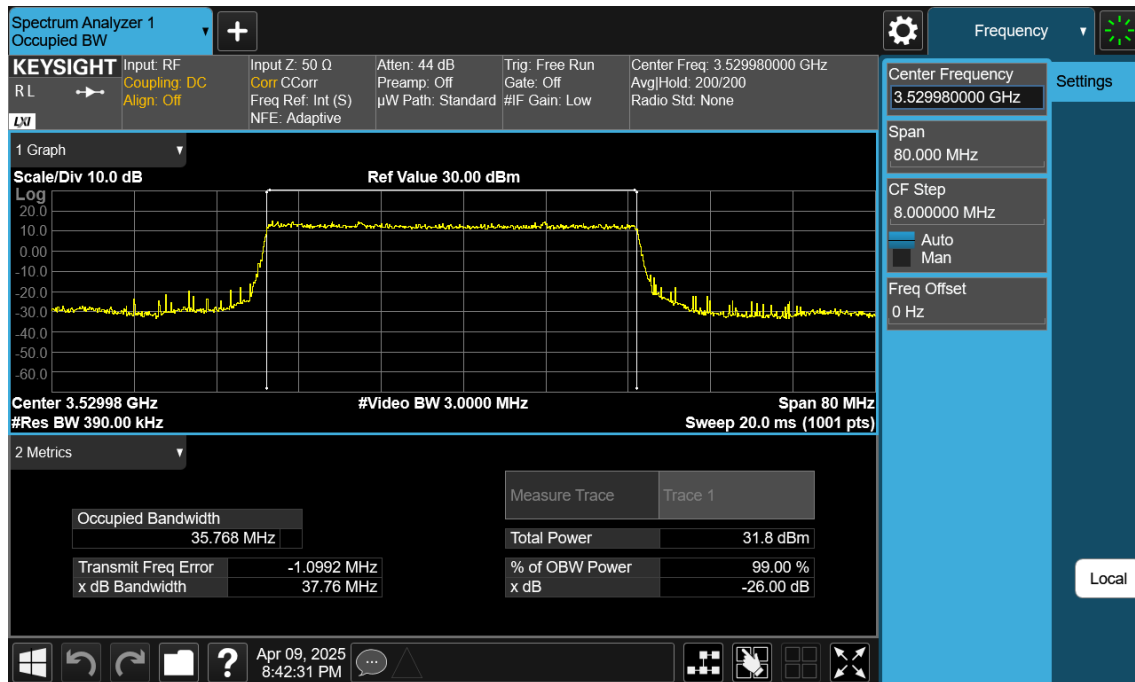 Spectrum Analyzer 1
Occupied BW
+
Frequency
KEYSIGHT
R L
LXI
Input: RF
Coupling: DC
Align: Off
Input Z: 50 Ω
Corr CCorr
Freq Ref: Int (S)
NFE: Adaptive
Atten: 44 dB
Preamp: Off
µW Path: Standard
Trig: Free Run
Gate: Off
#IF Gain: Low
Center Freq: 3.529980000 GHz
Avg|Hold: 200/200
Radio Std: None
Center Frequency
3.529980000 GHz
Settings
Span
80.000 MHz
CF Step
8.000000 MHz
Auto
Man
Freq Offset
0 Hz
Local
1 Graph
Scale/Div 10.0 dB
Ref Value 30.00 dBm
Log
20.0
10.0
0.00
-10.0
-20.0
-30.0
-40.0
-50.0
-60.0
Center 3.52998 GHz
#Video BW 3.0000 MHz
Span 80 MHz
#Res BW 390.00 kHz
Sweep 20.0 ms (1001 pts)
2 Metrics
Measure Trace
Trace 1
Occupied Bandwidth
35.768 MHz
Total Power
31.8 dBm
Transmit Freq Error
-1.0992 MHz
% of OBW Power
99.00 %
x dB Bandwidth
37.76 MHz
x dB
-26.00 dB
?
Apr 09, 2025
8:42:31 PM